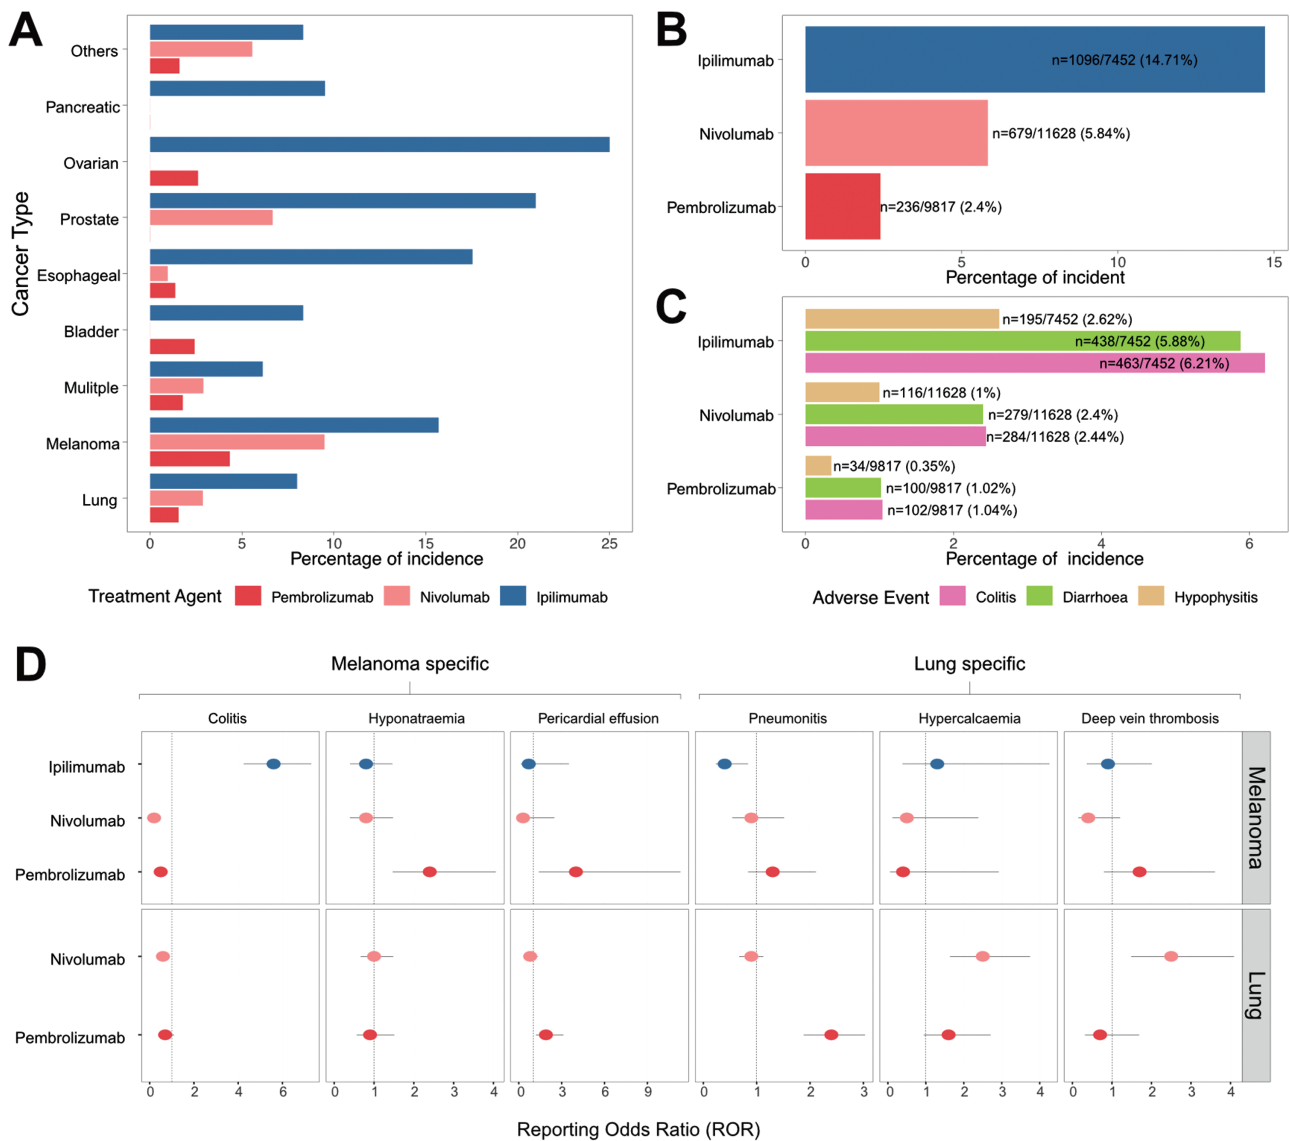 A
Cancer Type
Others
Pancreatic
Ovarian
Prostate
Esophageal
Bladder
Mulitple
Melanoma
Lung
0 5 10 15 20 25
Percentage of incidence
Treatment Agent Pembrolizumab Nivolumab Ipilimumab
B
Ipilimumab n=1096/7452 (14.71%)
Nivolumab n=679/11628 (5.84%)
Pembrolizumab n=236/9817 (2.4%)
0 5 10 15
Percentage of incident
C
n=195/7452 (2.62%)
Ipilimumab n=438/7452 (5.88%)
n=463/7452 (6.21%)
n=116/11628 (1%)
Nivolumab n=279/11628 (2.4%)
n=284/11628 (2.44%)
n=34/9817 (0.35%)
Pembrolizumab n=100/9817 (1.02%)
n=102/9817 (1.04%)
0 2 4 6
Percentage of incidence
Adverse Event Colitis Diarrhoea Hypophysitis
D
Melanoma specific Lung specific
Colitis Hyponatraemia Pericardial effusion Pneumonitis Hypercalcaemia Deep vein thrombosis
Ipilimumab
Nivolumab
Pembrolizumab
Melanoma
Nivolumab
Pembrolizumab
Lung
0 2 4 6 0 1 2 3 4 0 3 6 9 0 1 2 3 0 1 2 3 4 0 1 2 3 4
Reporting Odds Ratio (ROR)